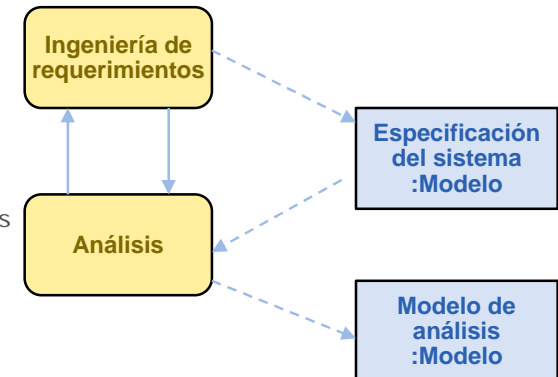 Ingeniería de
requerimientos
Especificación
del sistema
:Modelo
s
Análisis
Modelo de
análisis
:Modelo